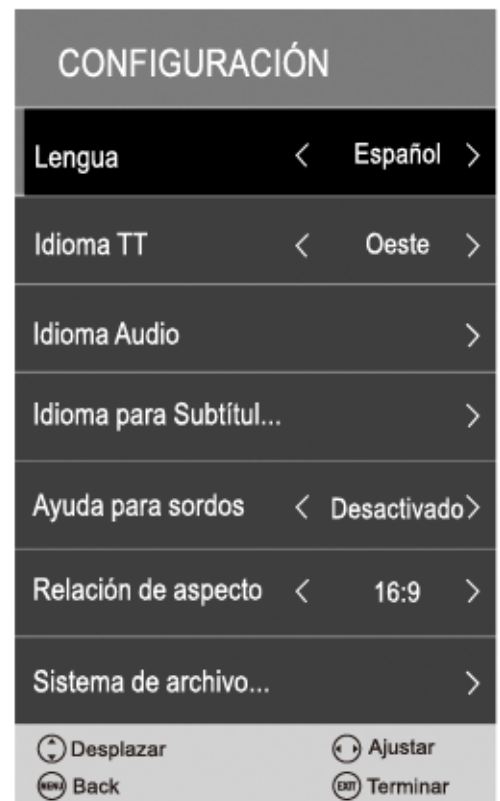 CONFIGURACIÓN
Lengua < Español >
Idioma TT < Oeste >
Idioma Audio >
Idioma para Subtítul... >
Ayuda para sordos < Desactivado >
Relación de aspecto < 16:9 >
Sistema de archivo... >
Desplazar Ajustar
MENU Back EXIT Terminar